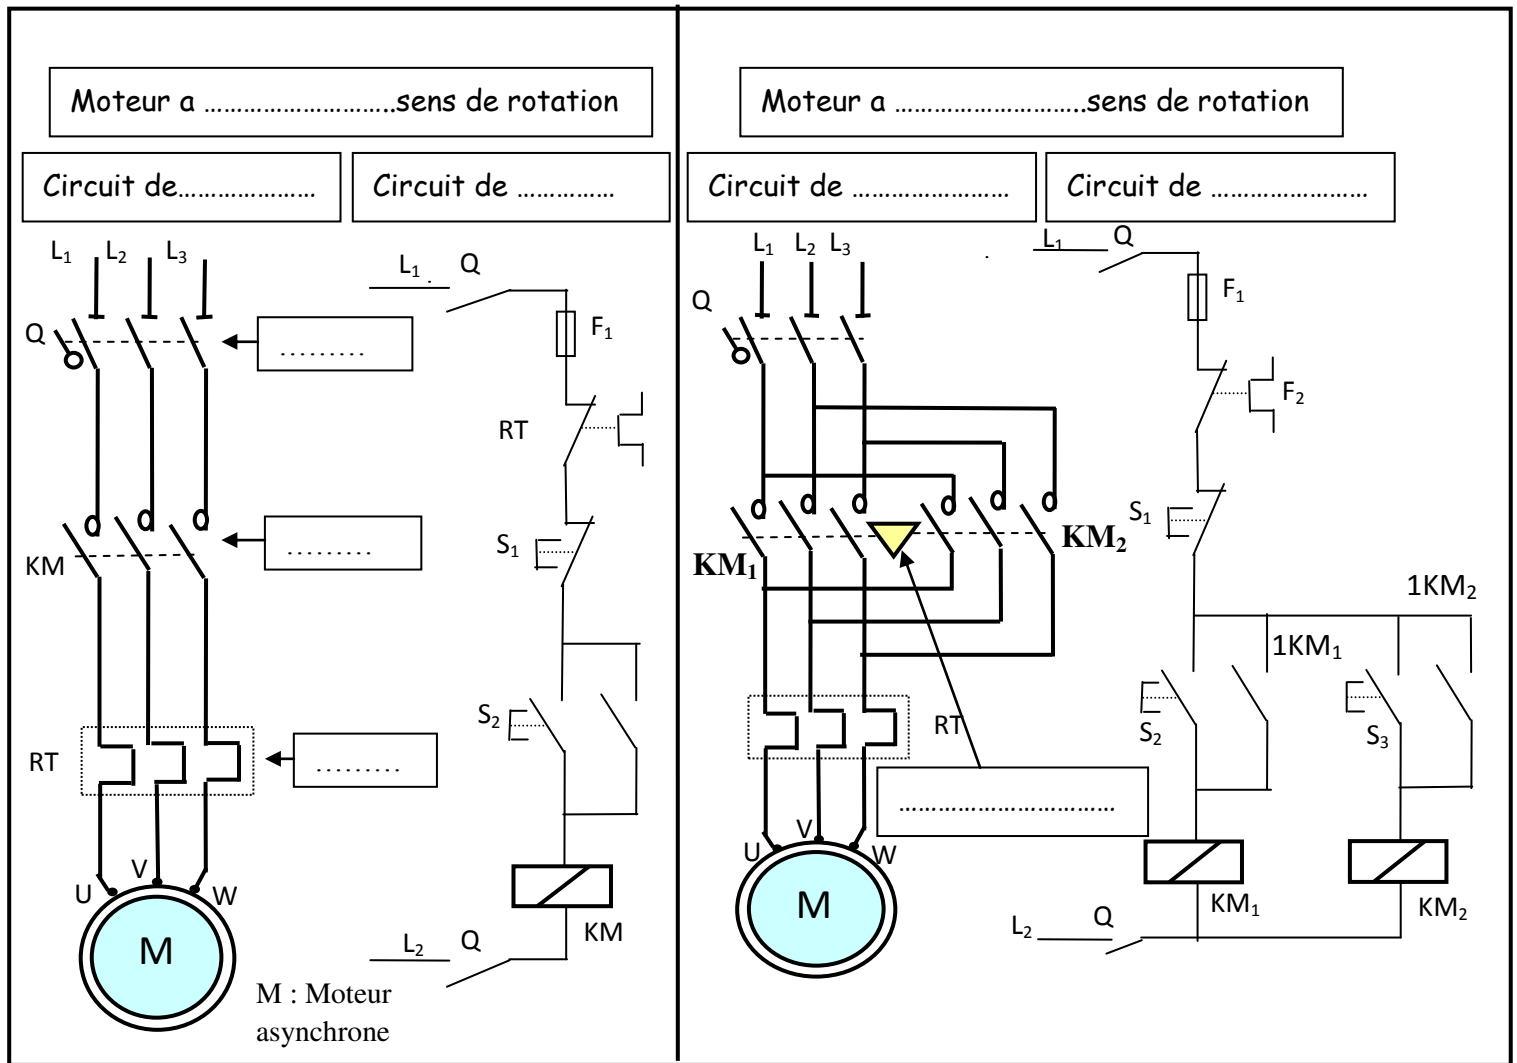 Moteur a ………………………..sens de rotation
Circuit de…………………
Circuit de ……………
L₁ L₂ L₃
Q
………
KM
………
RT
………
U V W
M
M : Moteur
asynchrone
L₁ Q
F₁
RT
S₁
S₂
KM
L₂ Q
Moteur a ………………………..sens de rotation
Circuit de ……………………
Circuit de ……………………
L₁ L₂ L₃
Q
KM₁
KM₂
RT
……………………………
U V W
M
L₁ Q
F₁
F₂
S₁
1KM₂
1KM₁
S₂
S₃
KM₁
KM₂
L₂ Q